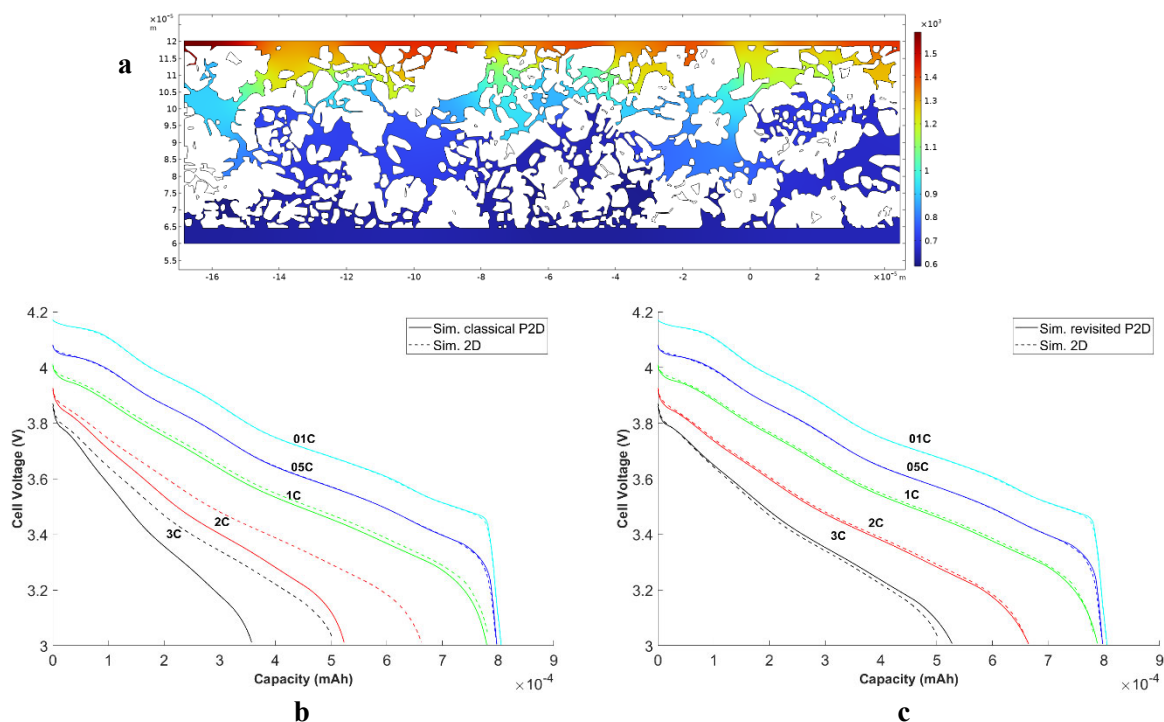 ×10⁻⁵
m
a
12
11.5
11
10.5
10
9.5
9
8.5
8
7.5
7
6.5
6
5.5
-16
-14
-12
-10
-8
-6
-4
-2
0
2
×10⁻⁵ m
×10³
1.5
1.4
1.3
1.2
1.1
1
0.9
0.8
0.7
0.6
4.2
4
3.8
3.6
3.4
3.2
3
Cell Voltage (V)
Sim. classical P2D
Sim. 2D
01C
05C
1C
2C
3C
0 1 2 3 4 5 6 7 8 9
Capacity (mAh)
×10⁻⁴
b
4.2
4
3.8
3.6
3.4
3.2
3
Cell Voltage (V)
Sim. revisited P2D
Sim. 2D
01C
05C
1C
2C
3C
0 1 2 3 4 5 6 7 8 9
Capacity (mAh)
×10⁻⁴
c